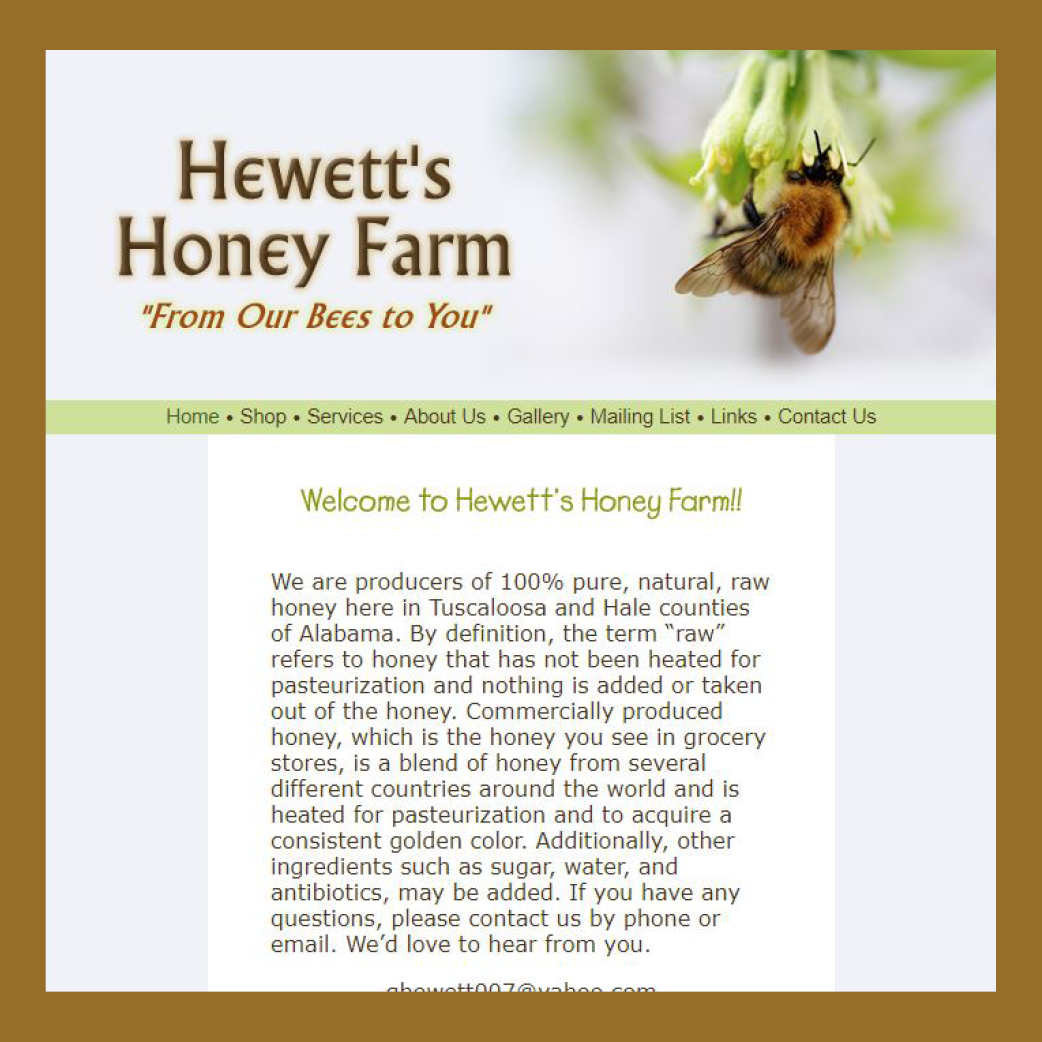 Hewett's
Honey Farm
"From Our Bees to You"
Home • Shop • Services • About Us • Gallery • Mailing List • Links • Contact Us
Welcome to Hewett's Honey Farm!!
We are producers of 100% pure, natural, raw
honey here in Tuscaloosa and Hale counties
of Alabama. By definition, the term “raw”
refers to honey that has not been heated for
pasteurization and nothing is added or taken
out of the honey. Commercially produced
honey, which is the honey you see in grocery
stores, is a blend of honey from several
different countries around the world and is
heated for pasteurization and to acquire a
consistent golden color. Additionally, other
ingredients such as sugar, water, and
antibiotics, may be added. If you have any
questions, please contact us by phone or
email. We’d love to hear from you.